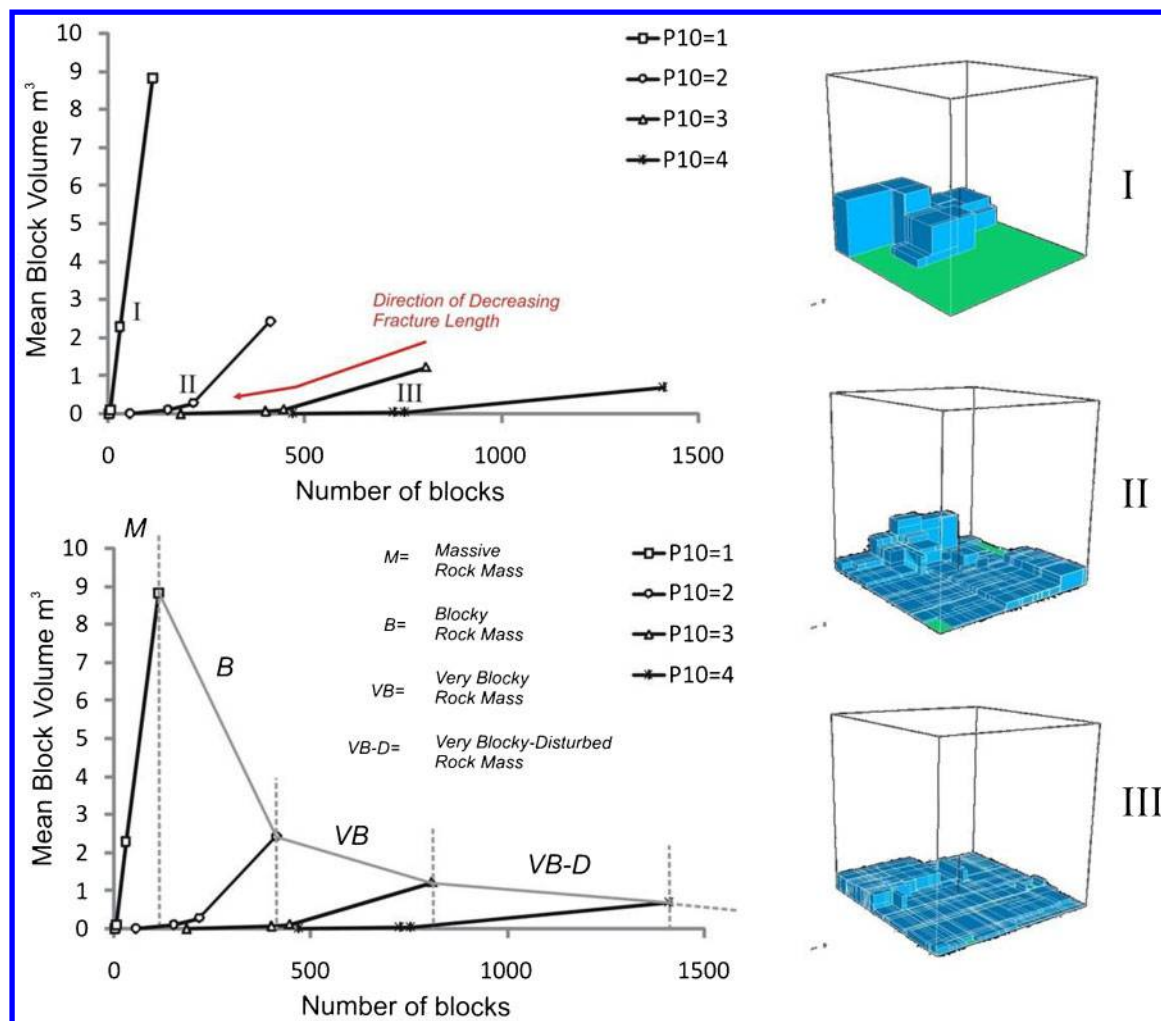 10
9
8
7
6
5
4
3
2
1
0
Mean Block Volume m³
P10=1
P10=2
P10=3
P10=4
I
II
III
Direction of Decreasing
Fracture Length
0
500
1000
1500
Number of blocks
I
II
III
10
9
8
7
6
5
4
3
2
1
0
Mean Block Volume m³
M
B
VB
VB-D
M= Massive
Rock Mass
B= Blocky
Rock Mass
VB= Very Blocky
Rock Mass
VB-D= Very Blocky-Disturbed
Rock Mass
P10=1
P10=2
P10=3
P10=4
0
500
1000
1500
Number of blocks